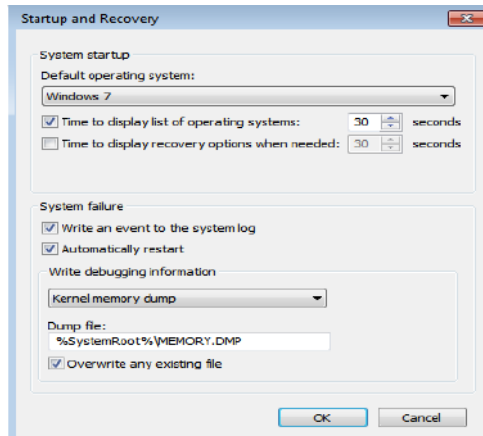 Startup and Recovery
System startup
Default operating system:
Windows 7
Time to display list of operating systems: 30 seconds
Time to display recovery options when needed: 30 seconds
System failure
Write an event to the system log
Automatically restart
Write debugging information
Kernel memory dump
Dump file:
%SystemRoot%\MEMORY.DMP
Overwrite any existing file
OK Cancel